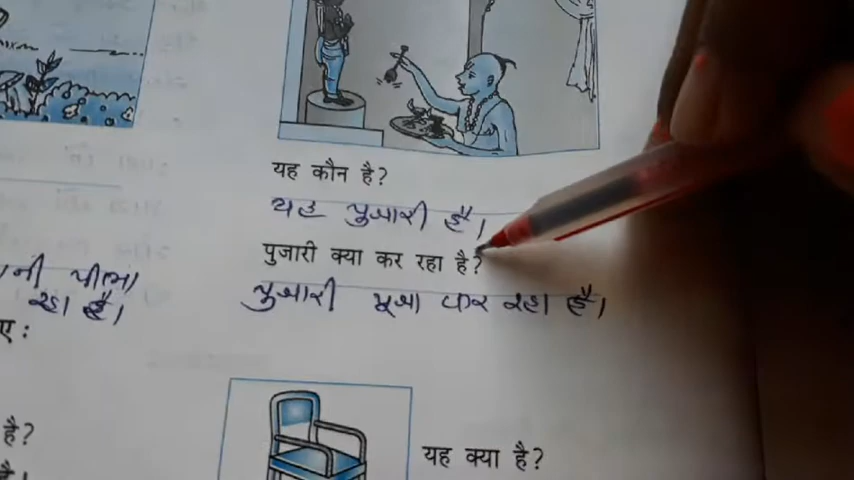 यह कौन है?
यह पुजारी है।
पुजारी क्या कर रहा है?
पुजारी पूजा कर रहा है।
पीता
रहा है।
ए:
है?
है।
यह क्या है?